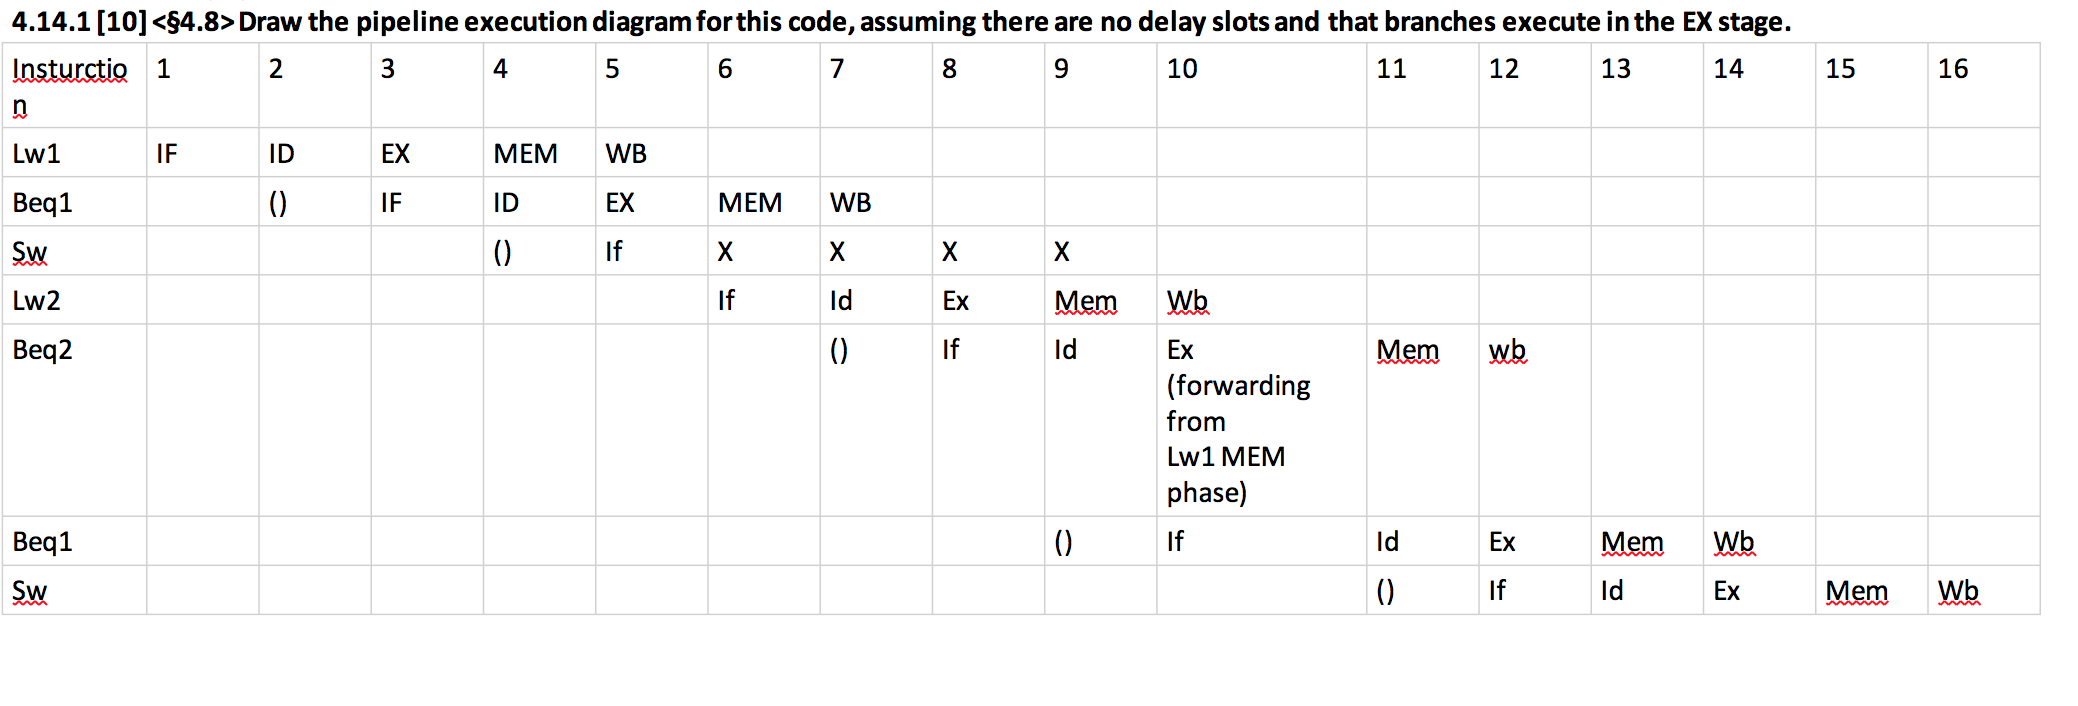 4.14.1 [10] <§4.8> Draw the pipeline execution diagram for this code, assuming there are no delay slots and that branches execute in the EX stage.
Insturctio 1 2 3 4 5 6 7 8 9 10 11 12 13 14 15 16
n
Lw1 IF ID EX MEM WB
Beq1 () IF ID EX MEM WB
Sw () If X X X X
Lw2 If Id Ex Mem Wb
Beq2 () If Id Ex Mem wb
(forwarding
from
Lw1 MEM
phase)
Beq1 () If Id Ex Mem Wb
Sw () If Id Ex Mem Wb